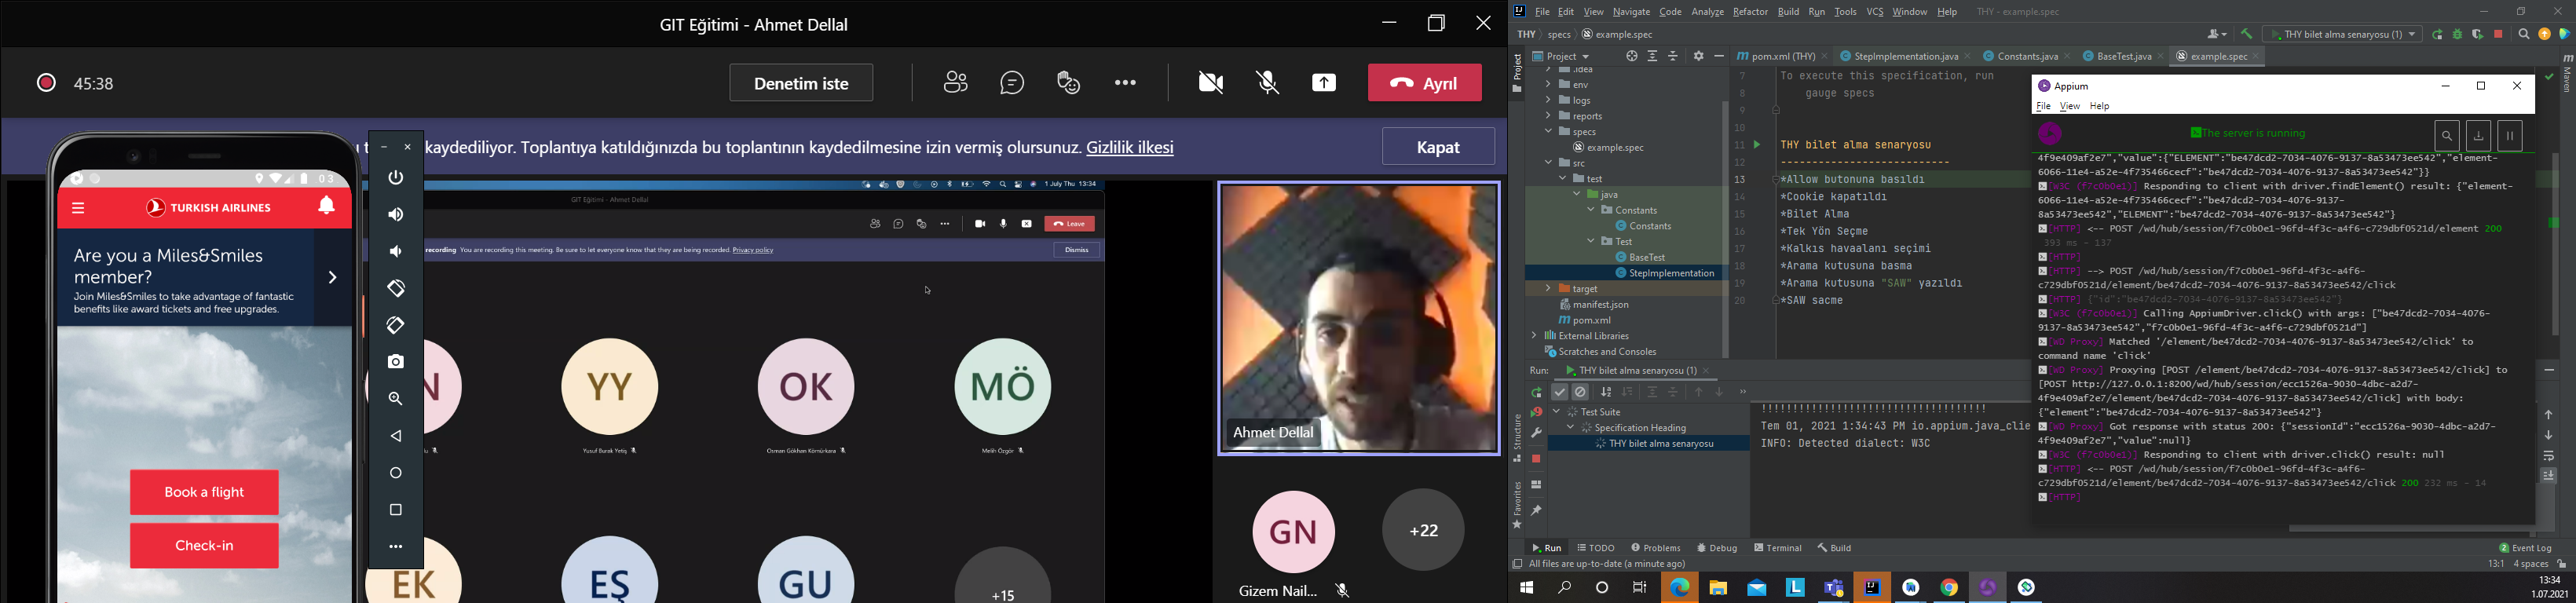 GIT Eğitimi - Ahmet Dellal
45:38
Denetim iste
Ayrıl
kaydediliyor. Toplantıya katıldığınızda bu toplantının kaydedilmesine izin vermiş olursunuz. Gizlilik ilkesi
Kapat
TURKISH AIRLINES
Are you a Miles&Smiles
member?
Join Miles&Smiles to take advantage of fantastic
benefits like award tickets and free upgrades.
Book a flight
Check-in
1 July Thu 13:34
GIT Eğitimi - Ahmet Dellal
Leave
recording You are recording this meeting. Be sure to let everyone know that they are being recorded. Privacy policy
Dismiss
N
YY
OK
MÖ
Yusuf Burak Yetiş
Osman Gökhan Kömürkara
Melih Özgör
EK
EŞ
GU
+15
Ahmet Dellal
GN
+22
Gizem Nail...
File Edit View Navigate Code Analyze Refactor Build Run Tools VCS Window Help THY - example.spec
THY specs example.spec
THY bilet alma senaryosu (1)
Project
pom.xml (THY) StepImplementation.java Constants.java BaseTest.java example.spec
Project
Maven
.idea
env
logs
reports
specs
example.spec
src
test
java
Constants
Constants
Test
BaseTest
StepImplementation
target
manifest.json
pom.xml
External Libraries
Scratches and Consoles
7 To execute this specification, run
8 gauge specs
9
10
11 THY bilet alma senaryosu
12 --------------------------
13 *Allow butonuna basıldı
14 *Cookie kapatıldı
15 *Bilet Alma
16 *Tek Yön Seçme
17 *Kalkıs havaalanı seçimi
18 *Arama kutusuna basma
19 *Arama kutusuna "SAW" yazıldı
20 *SAW sacme
Appium
File View Help
The server is running
4f9e409af2e7","value":{"ELEMENT":"be47dcd2-7034-4076-9137-8a53473ee542","element-
6066-11e4-a52e-4f735466cecf":"be47dcd2-7034-4076-9137-8a53473ee542"}}
[W3C (f7c0b0e1)] Responding to client with driver.findElement() result: {"element-
6066-11e4-a52e-4f735466cecf":"be47dcd2-7034-4076-9137-
8a53473ee542","ELEMENT":"be47dcd2-7034-4076-9137-8a53473ee542"}
[HTTP] <-- POST /wd/hub/session/f7c0b0e1-96fd-4f3c-a4f6-c729dbf0521d/element 200
393 ms - 137
[HTTP]
[HTTP] --> POST /wd/hub/session/f7c0b0e1-96fd-4f3c-a4f6-
c729dbf0521d/element/be47dcd2-7034-4076-9137-8a53473ee542/click
[HTTP] {"id":"be47dcd2-7034-4076-9137-8a53473ee542"}
[W3C (f7c0b0e1)] Calling AppiumDriver.click() with args: ["be47dcd2-7034-4076-
9137-8a53473ee542","f7c0b0e1-96fd-4f3c-a4f6-c729dbf0521d"]
[WD Proxy] Matched '/element/be47dcd2-7034-4076-9137-8a53473ee542/click' to
command name 'click'
[WD Proxy] Proxying [POST /element/be47dcd2-7034-4076-9137-8a53473ee542/click] to
[POST http://127.0.0.1:8200/wd/hub/session/ecc1526a-9030-4dbc-a2d7-
4f9e409af2e7/element/be47dcd2-7034-4076-9137-8a53473ee542/click] with body:
{"element":"be47dcd2-7034-4076-9137-8a53473ee542"}
[WD Proxy] Got response with status 200: {"sessionId":"ecc1526a-9030-4dbc-a2d7-
4f9e409af2e7","value":null}
[W3C (f7c0b0e1)] Responding to client with driver.click() result: null
[HTTP] <-- POST /wd/hub/session/f7c0b0e1-96fd-4f3c-a4f6-
c729dbf0521d/element/be47dcd2-7034-4076-9137-8a53473ee542/click 200 232 ms - 14
[HTTP]
Run: THY bilet alma senaryosu (1)
Test Suite
Specification Heading
THY bilet alma senaryosu
Tem 01, 2021 1:34:43 PM io.appium.java_clie
INFO: Detected dialect: W3C
Structure
Favorites
Run TODO Problems Debug Terminal Build
2 Event Log
All files are up-to-date (a minute ago)
13:1 4 spaces
13:34
1.07.2021